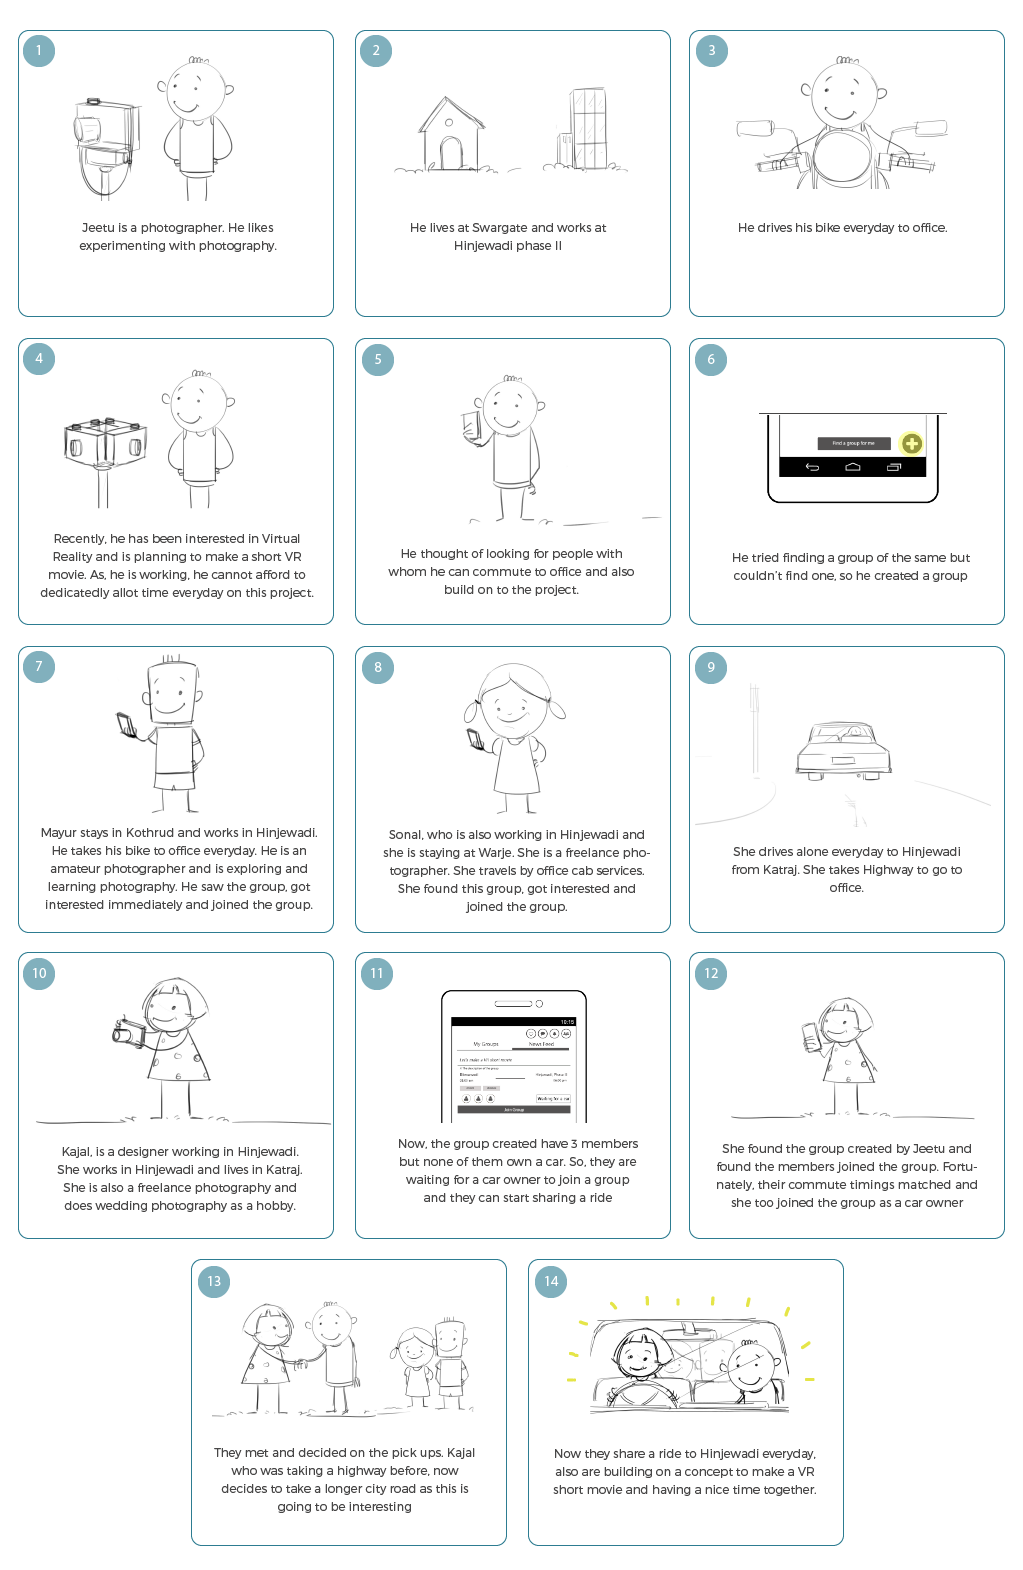 1
Jeetu is a photographer. He likes
experimenting with photography.
2
He lives at Swargate and works at
Hinjewadi phase II
3
He drives his bike everyday to office.
4
Recently, he has been interested in Virtual
Reality and is planning to make a short VR
movie. As, he is working, he cannot afford to
dedicatedly allot time everyday on this project.
5
He thought of looking for people with
whom he can commute to office and also
build on to the project.
6
Find a group for me
He tried finding a group of the same but
couldn't find one, so he created a group
7
Mayur stays in Kothrud and works in Hinjewadi.
He takes his bike to office everyday. He is an
amateur photographer and is exploring and
learning photography. He saw the group, got
interested immediately and joined the group.
8
Sonal, who is also working in Hinjewadi and
she is staying at Warje. She is a freelance pho-
tographer. She travels by office cab services.
She found this group, got interested and
joined the group.
9
She drives alone everyday to Hinjewadi
from Katraj. She takes Highway to go to
office.
10
Kajal, is a designer working in Hinjewadi.
She works in Hinjewadi and lives in Katraj.
She is also a freelance photography and
does wedding photography as a hobby.
11
My Groups
News Feed
Waiting for a car
Join Group
Now, the group created have 3 members
but none of them own a car. So, they are
waiting for a car owner to join a group
and they can start sharing a ride
12
She found the group created by Jeetu and
found the members joined the group. Fortu-
nately, their commute timings matched and
she too joined the group as a car owner
13
They met and decided on the pick ups. Kajal
who was taking a highway before, now
decides to take a longer city road as this is
going to be interesting
14
Now they share a ride to Hinjewadi everyday,
also are building on a concept to make a VR
short movie and having a nice time together.